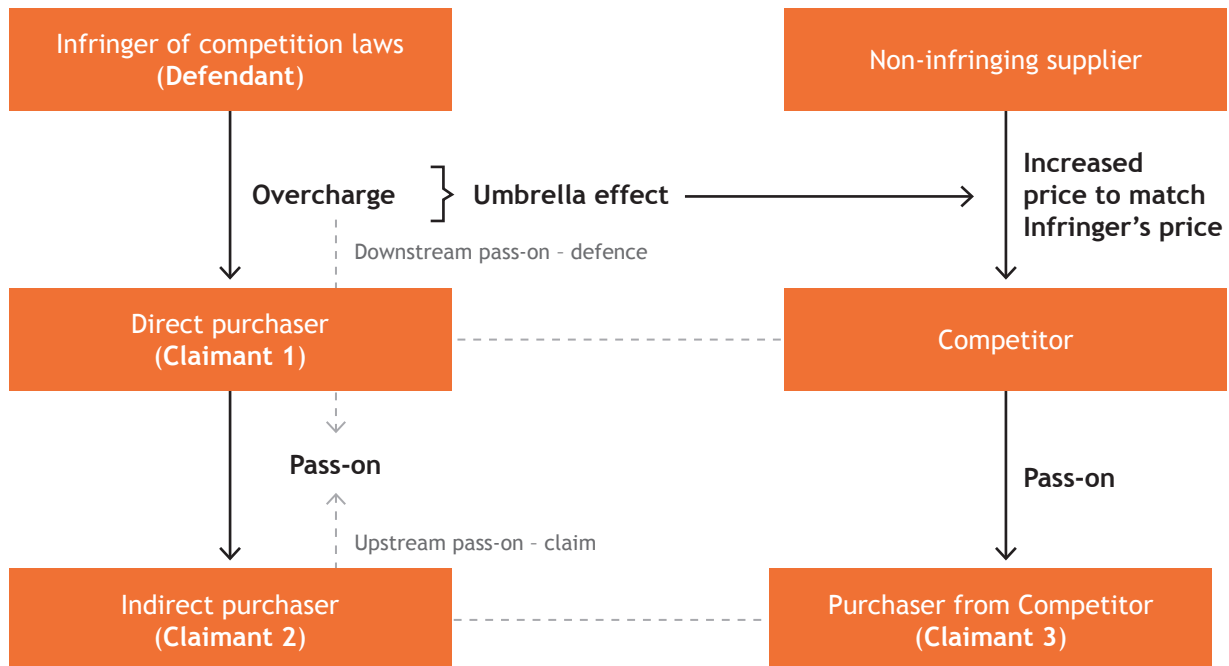 Infringer of competition laws
(Defendant)
Non-infringing supplier
Overcharge
Umbrella effect
Increased
price to match
Infringer's price
Downstream pass-on – defence
Direct purchaser
(Claimant 1)
Competitor
Pass-on
Pass-on
Upstream pass-on – claim
Indirect purchaser
(Claimant 2)
Purchaser from Competitor
(Claimant 3)